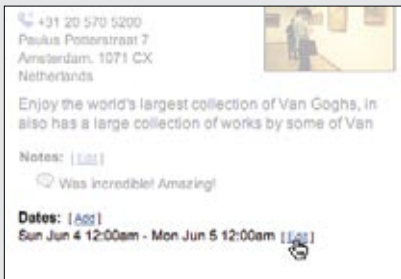 +31 20 570 5200
Paulus Potterstraat 7
Amsterdam, 1071 CX
Netherlands
Enjoy the world's largest collection of Van Goghs, in
also has a large collection of works by some of Van
Notes: [Edit]
Was incredible! Amazing!
Dates: [Add]
Sun Jun 4 12:00am - Mon Jun 5 12:00am [Edit]